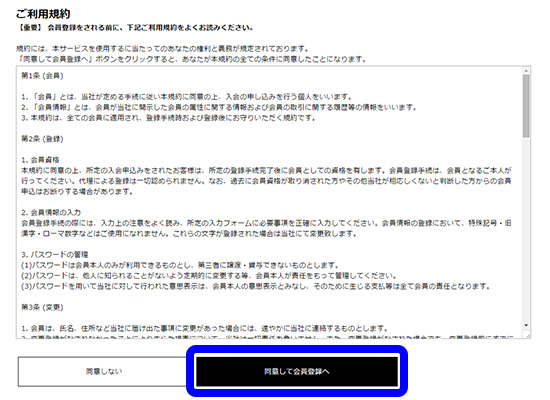 ご利用規約
【重要】 会員登録をされる前に、下記ご利用規約をよくお読みください。
規約には、本サービスを使用するに当たってのあなたの権利と義務が規定されております。
「同意して会員登録へ」ボタンをクリックすると、あなたが本規約の全ての条件に同意したことになります。
第1条 (会員)
1. 「会員」とは、当社が定める手続に従い本規約に同意の上、入会の申し込みを行う個人をいいます。
2. 「会員情報」とは、会員が当社に開示した会員の属性に関する情報および会員の取引に関する履歴等の情報をいいます。
3. 本規約は、全ての会員に適用され、登録手続時および登録後にお守りいただく規約です。
第2条 (登録)
1. 会員資格
本規約に同意の上、所定の入会申込みをされたお客様は、所定の登録手続完了後に会員としての資格を有します。会員登録手続は、会員となるご本人が
行ってください。代理による登録は一切認められません。なお、過去に会員資格が取り消された方やその他当社が相応しくないと判断した方からの会員
申込はお断りする場合があります。
2. 会員情報の入力
会員登録手続の際には、入力上の注意をよく読み、所定の入力フォームに必要事項を正確に入力してください。会員情報の登録において、特殊記号・旧
漢字・ローマ数字などはご使用になれません。これらの文字が登録された場合は当社にて変更致します。
3. パスワードの管理
(1)パスワードは会員本人のみが利用できるものとし、第三者に譲渡・貸与できないものとします。
(2)パスワードは、他人に知られることがないよう定期的に変更する等、会員本人が責任をもって管理してください。
(3)パスワードを用いて当社に対して行われた意思表示は、会員本人の意思表示とみなし、そのために生じる支払等は全て会員の責任となります。
第3条 (変更)
1. 会員は、氏名、住所など当社に届け出た事項に変更があった場合には、速やかに当社に連絡するものとします。
同意しない
同意して会員登録へ